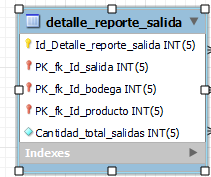 detalle_reporte_salida
Id_Detalle_reporte_salida INT(5)
PK_fk_Id_salida INT(5)
PK_fk_Id_bodega INT(5)
PK_fk_Id_producto INT(5)
Cantidad_total_salidas INT(5)
Indexes